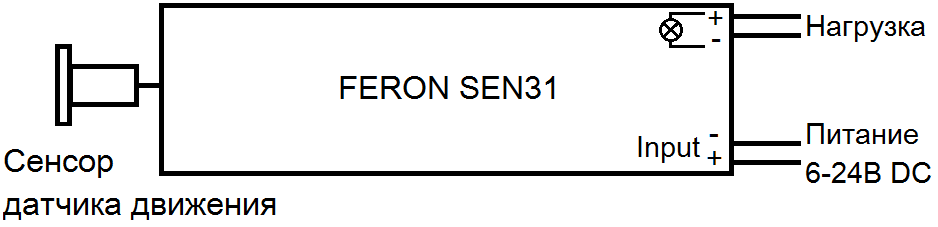 +
-
Нагрузка
FERON SEN31
Сенсор
датчика движения
Input
-
+
Питание
6-24В DC